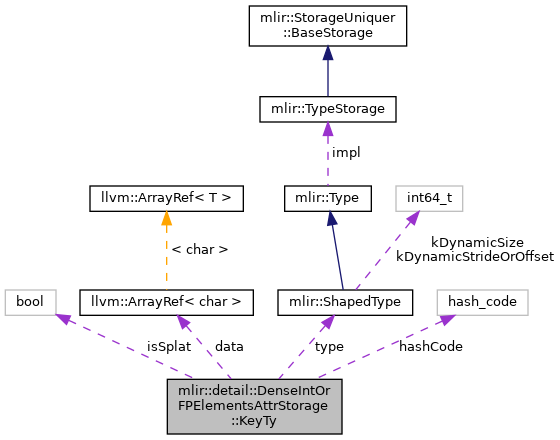 mlir::StorageUniquer
::BaseStorage
mlir::TypeStorage
impl
llvm::ArrayRef< T >
mlir::Type
int64_t
< char >
kDynamicSize
kDynamicStrideOrOffset
bool
llvm::ArrayRef< char >
mlir::ShapedType
hash_code
isSplat
data
type
hashCode
mlir::detail::DenseIntOr
FPElementsAttrStorage
::KeyTy